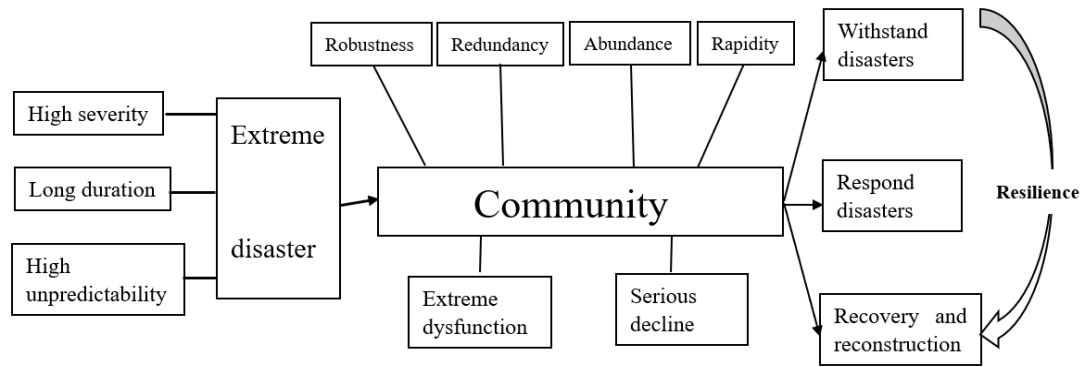 Robustness
Redundancy
Abundance
Rapidity
Withstand
disasters
High severity
Extreme
disaster
Long duration
High
unpredictability
Community
Respond
disasters
Resilience
Extreme
dysfunction
Serious
decline
Recovery and
reconstruction